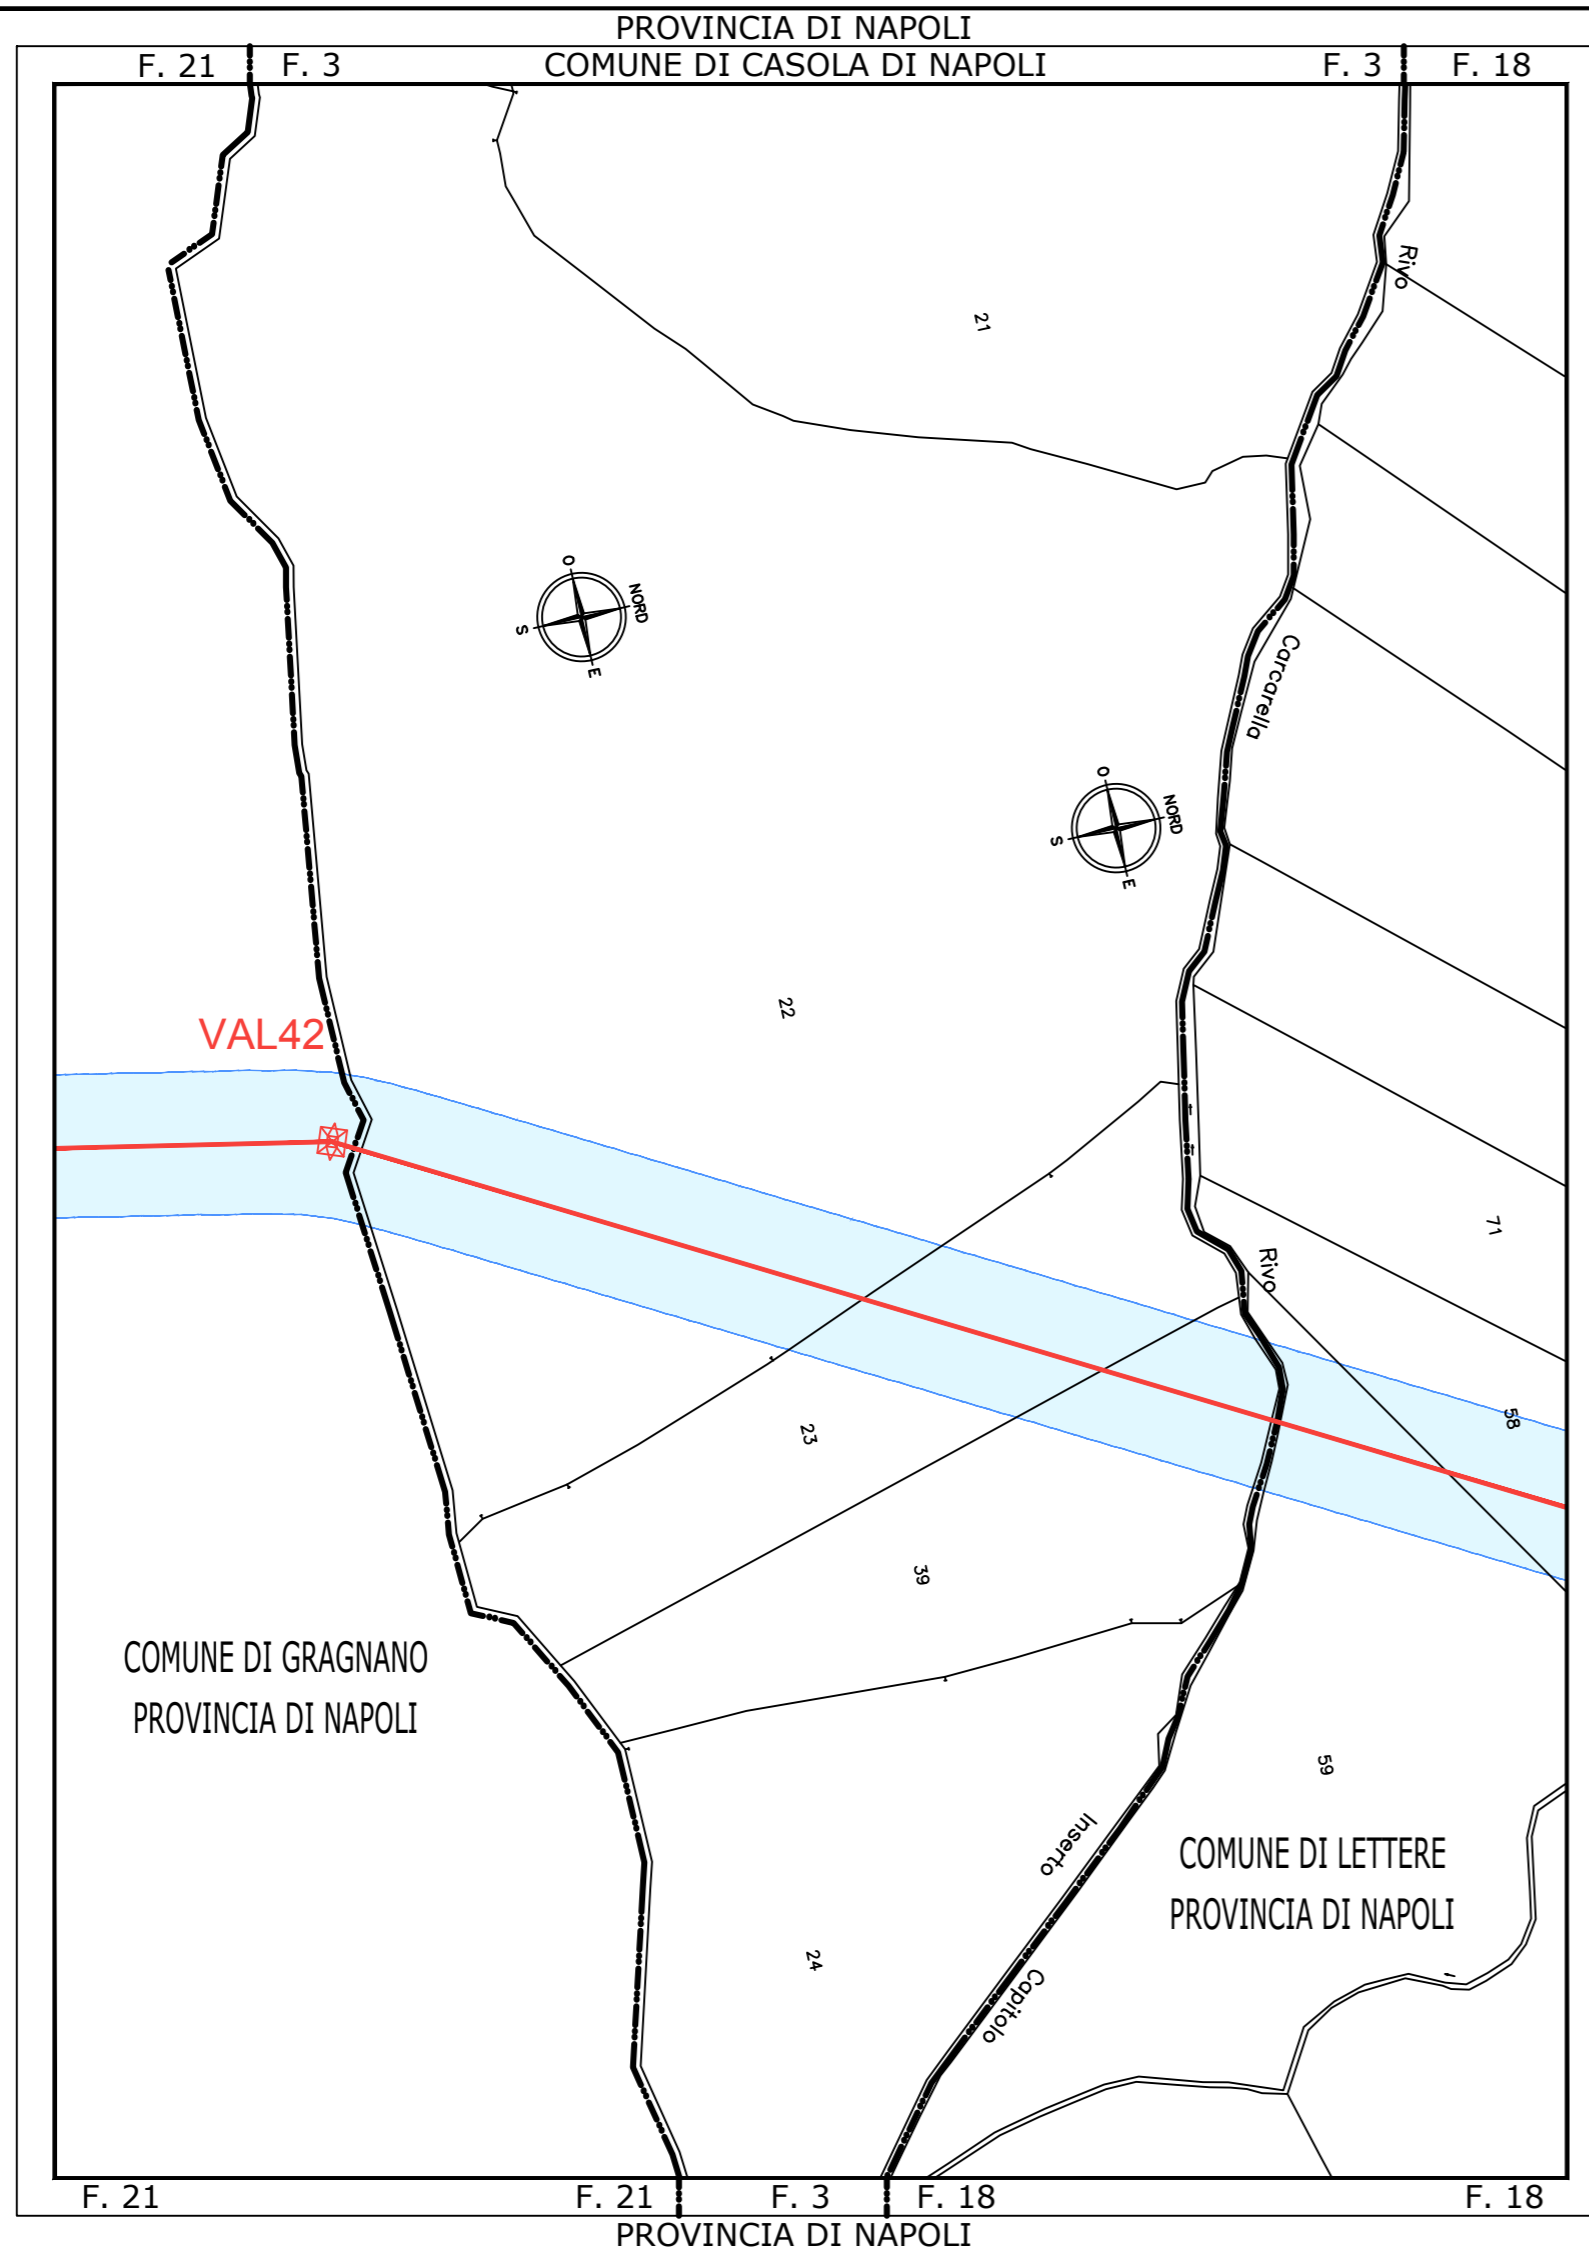 PROVINCIA DI NAPOLI
F. 21
F. 3
COMUNE DI CASOLA DI NAPOLI
F. 3
F. 18
Rivo
21
O
NORD
S
E
Carcarella
O
NORD
S
E
22
VAL42
71
Rivo
58
23
39
COMUNE DI GRAGNANO
PROVINCIA DI NAPOLI
59
Inserto
COMUNE DI LETTERE
PROVINCIA DI NAPOLI
24
Capitolo
F. 21
F. 21
F. 3
F. 18
F. 18
PROVINCIA DI NAPOLI